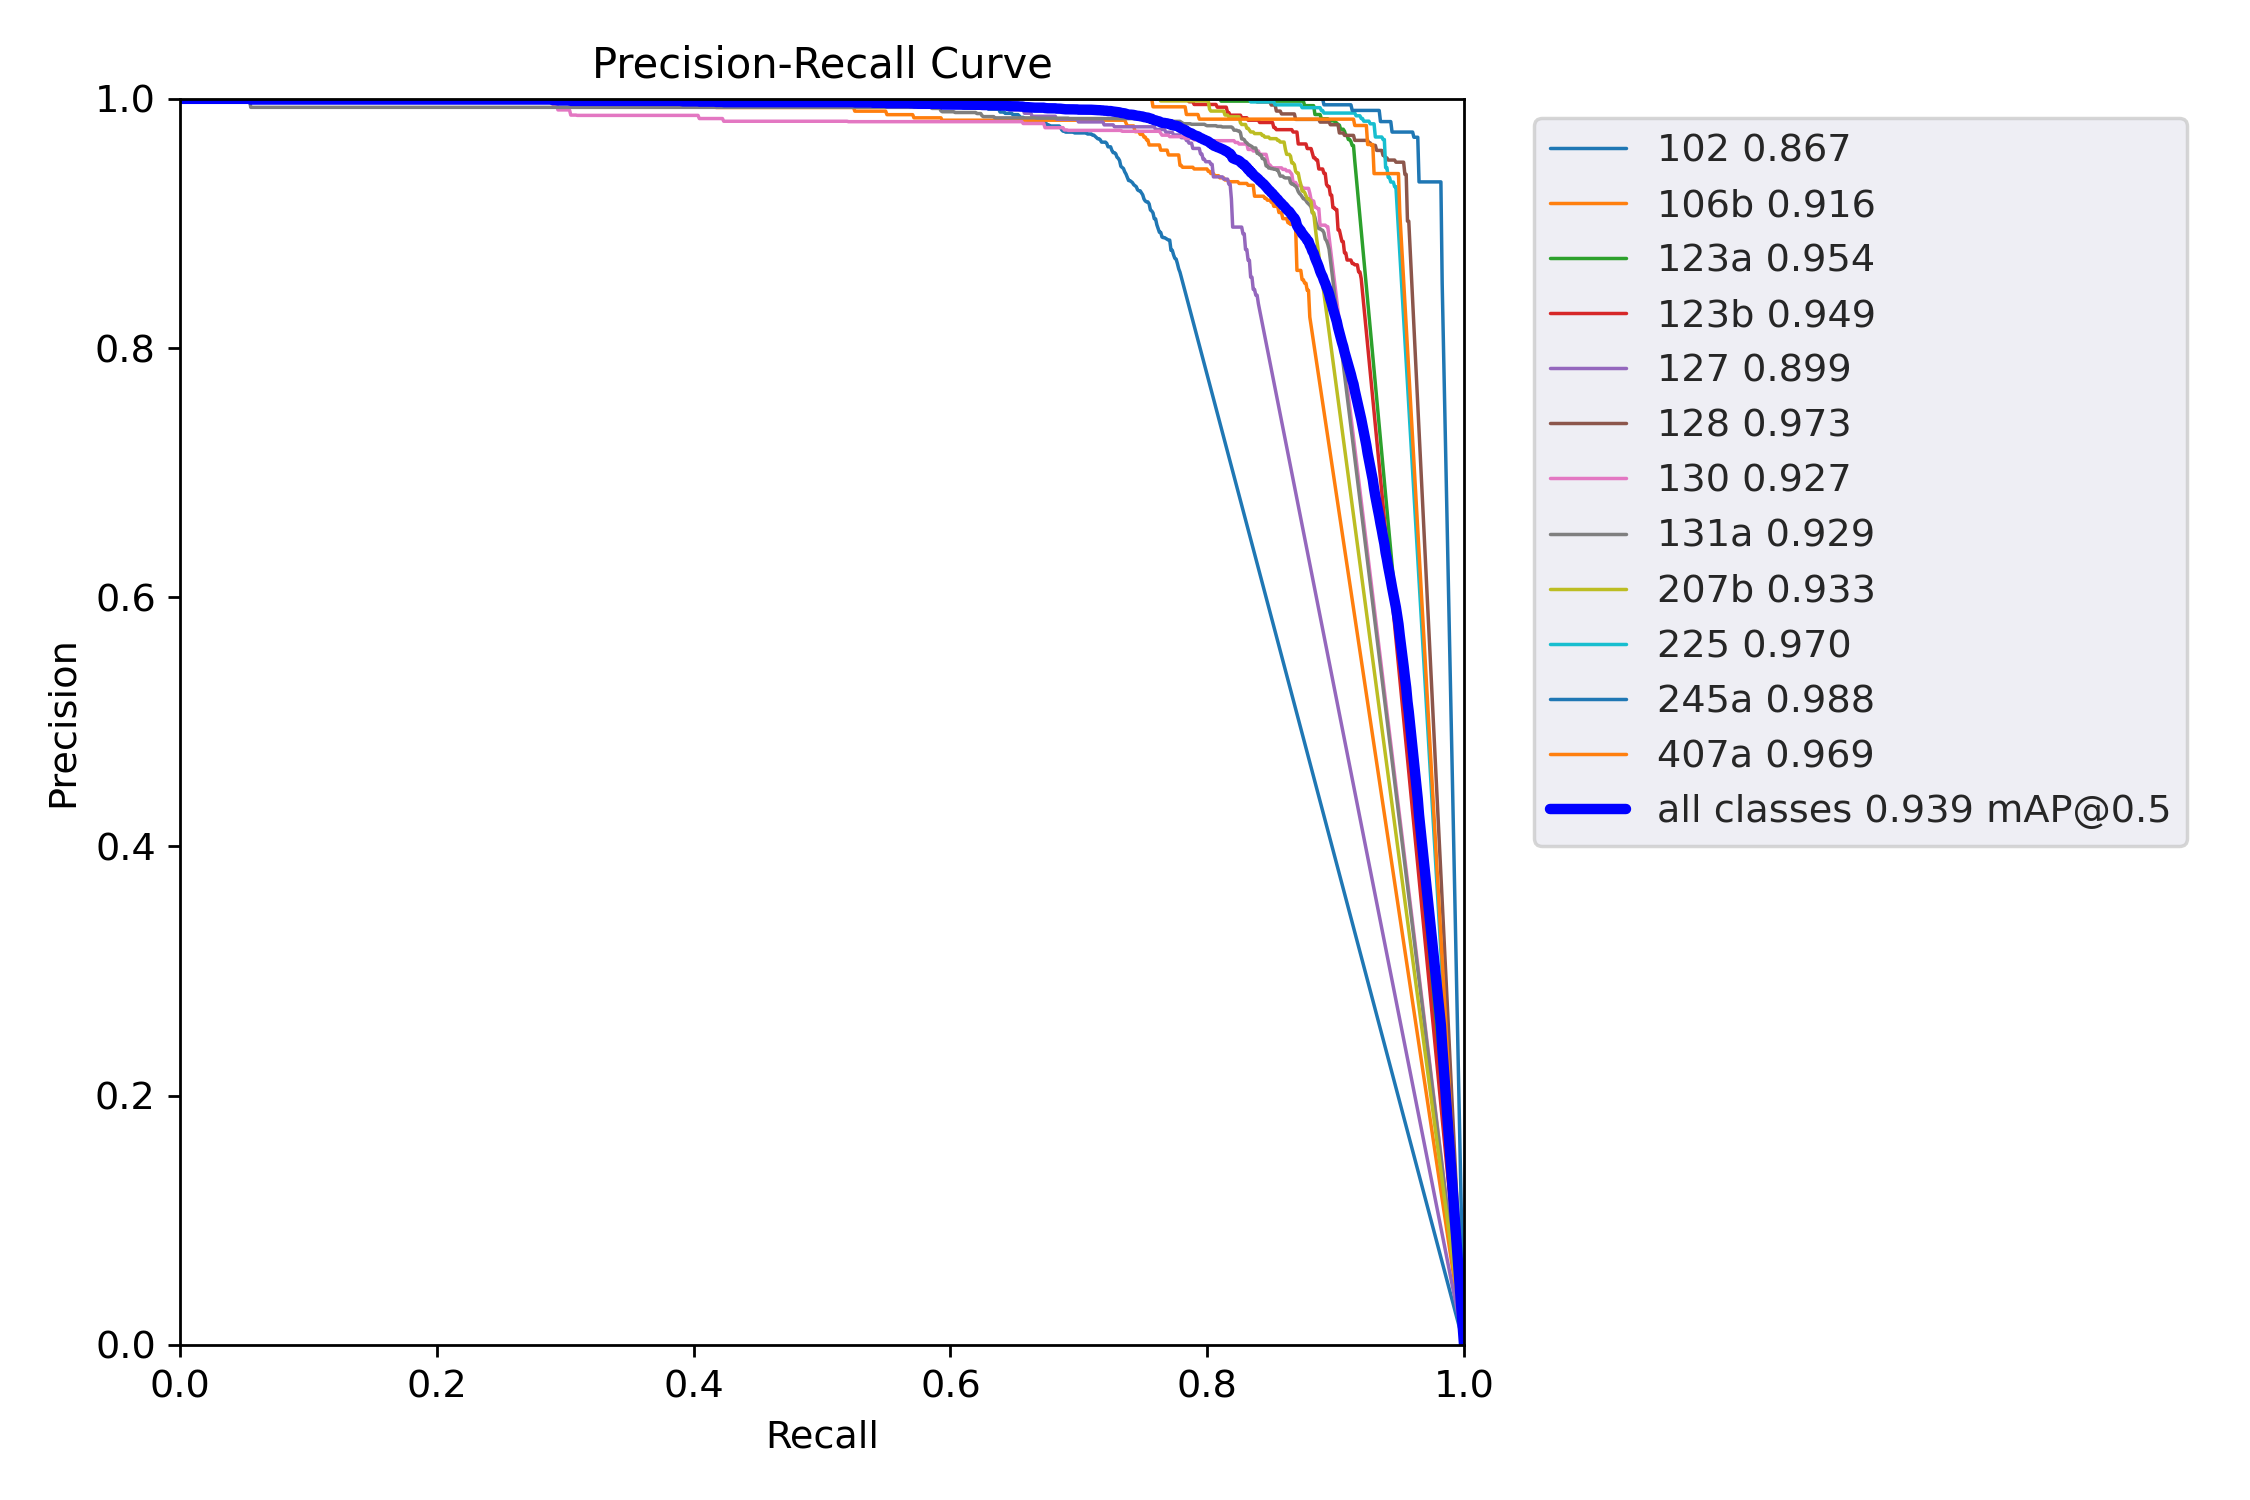 Precision-Recall Curve
1.0
0.8
0.6
0.4
0.2
0.0
Precision
0.0 0.2 0.4 0.6 0.8 1.0
Recall
102 0.867
106b 0.916
123a 0.954
123b 0.949
127 0.899
128 0.973
130 0.927
131a 0.929
207b 0.933
225 0.970
245a 0.988
407a 0.969
all classes 0.939 mAP@0.5